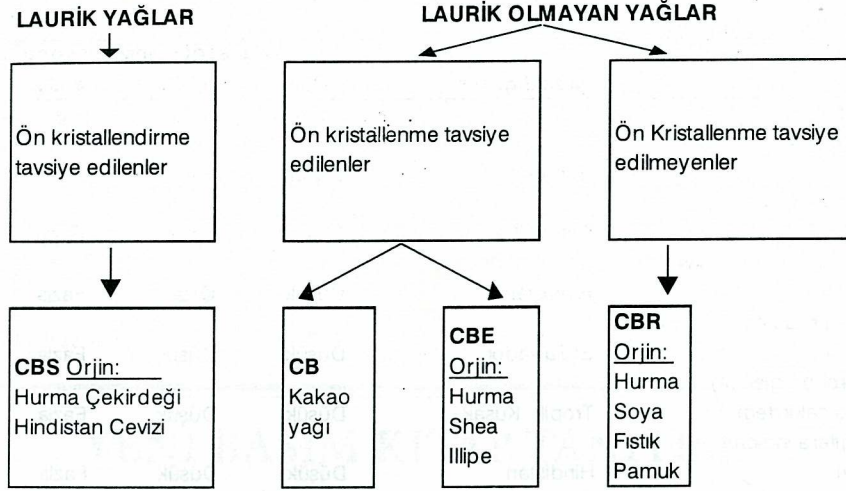 LAURİK YAĞLAR
LAURİK OLMAYAN YAĞLAR
Ön kristallendirme
tavsiye edilenler
Ön kristallenme tavsiye
edilenler
Ön Kristallenme tavsiye
edilmeyenler
CBS Orjin:
Hurma Çekirdeği
Hindistan Cevizi
CB
Kakao
yağı
CBE
Orjin:
Hurma
Shea
Illipe
CBR
Orjin:
Hurma
Soya
Fıstık
Pamuk